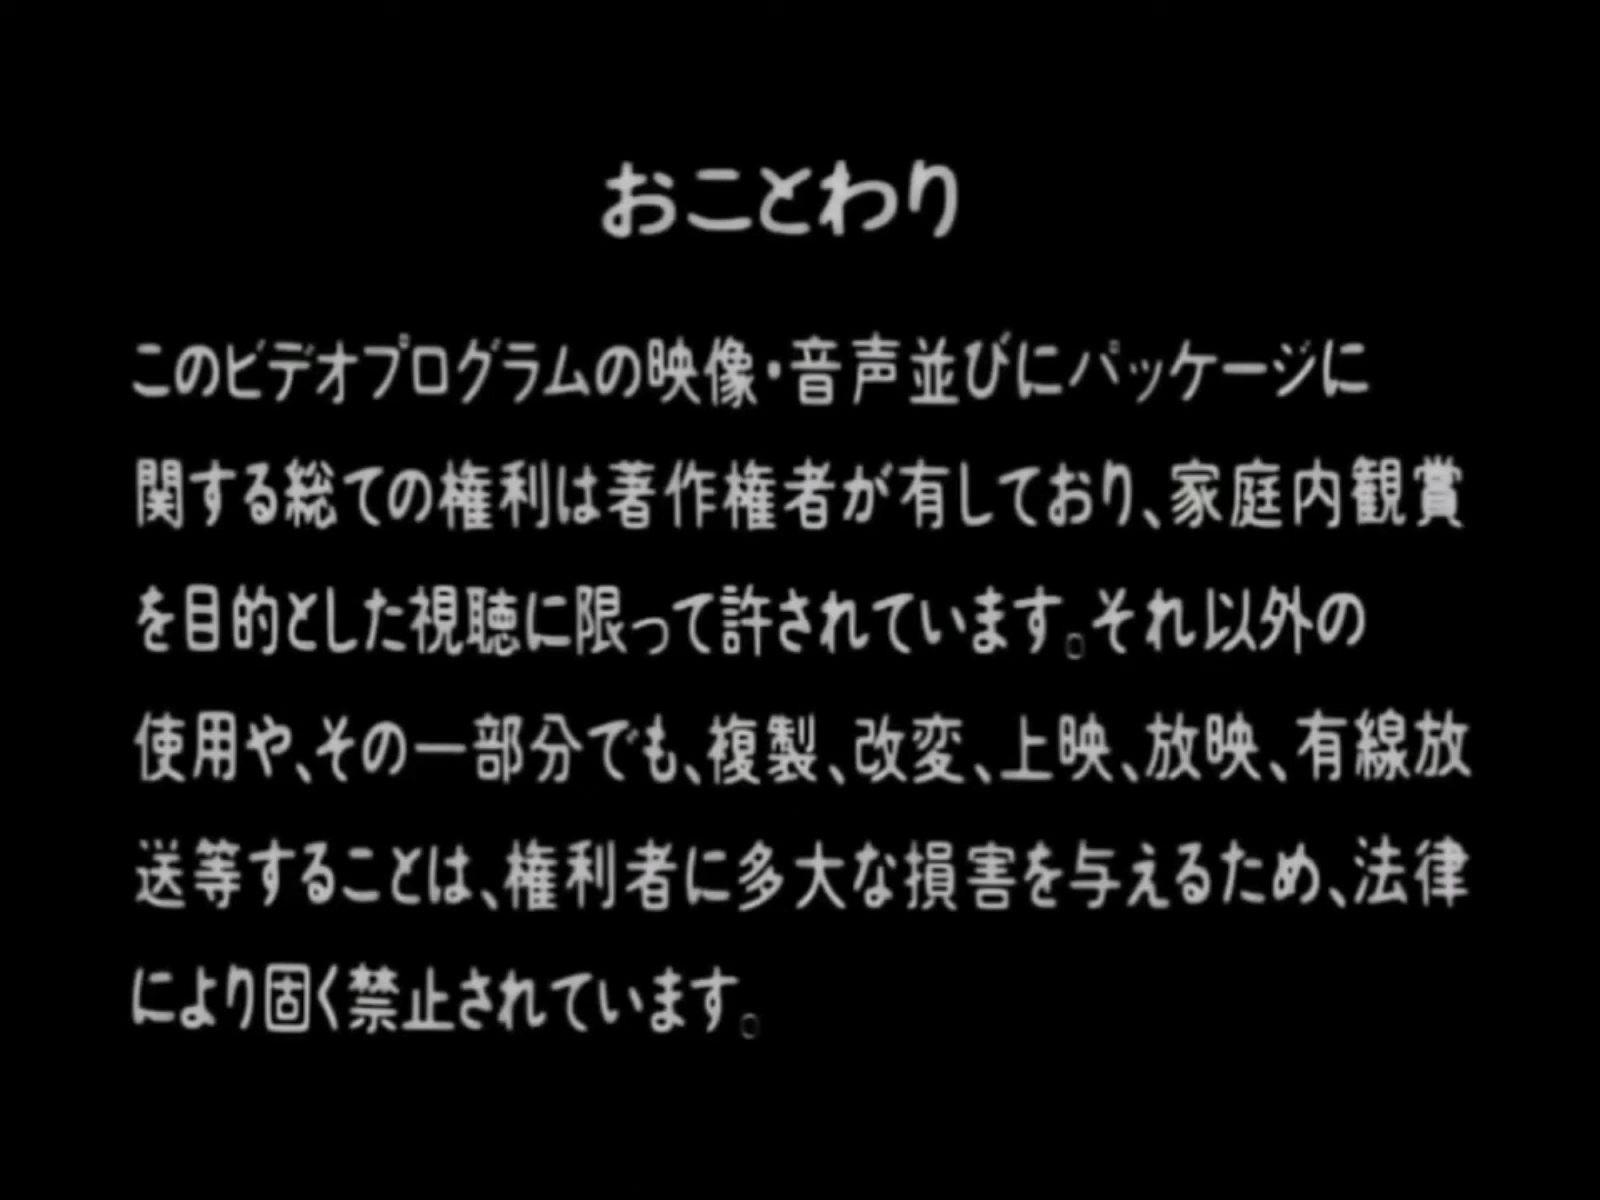 おことわり
このビデオプログラムの映像・音声並びにパッケージに
関する総ての権利は著作権者が有しており、家庭内観賞
を目的とした視聴に限って許されています。それ以外の
使用や、その一部分でも、複製、改変、上映、放映、有線放
送等することは、権利者に多大な損害を与えるため、法律
により固く禁止されています。